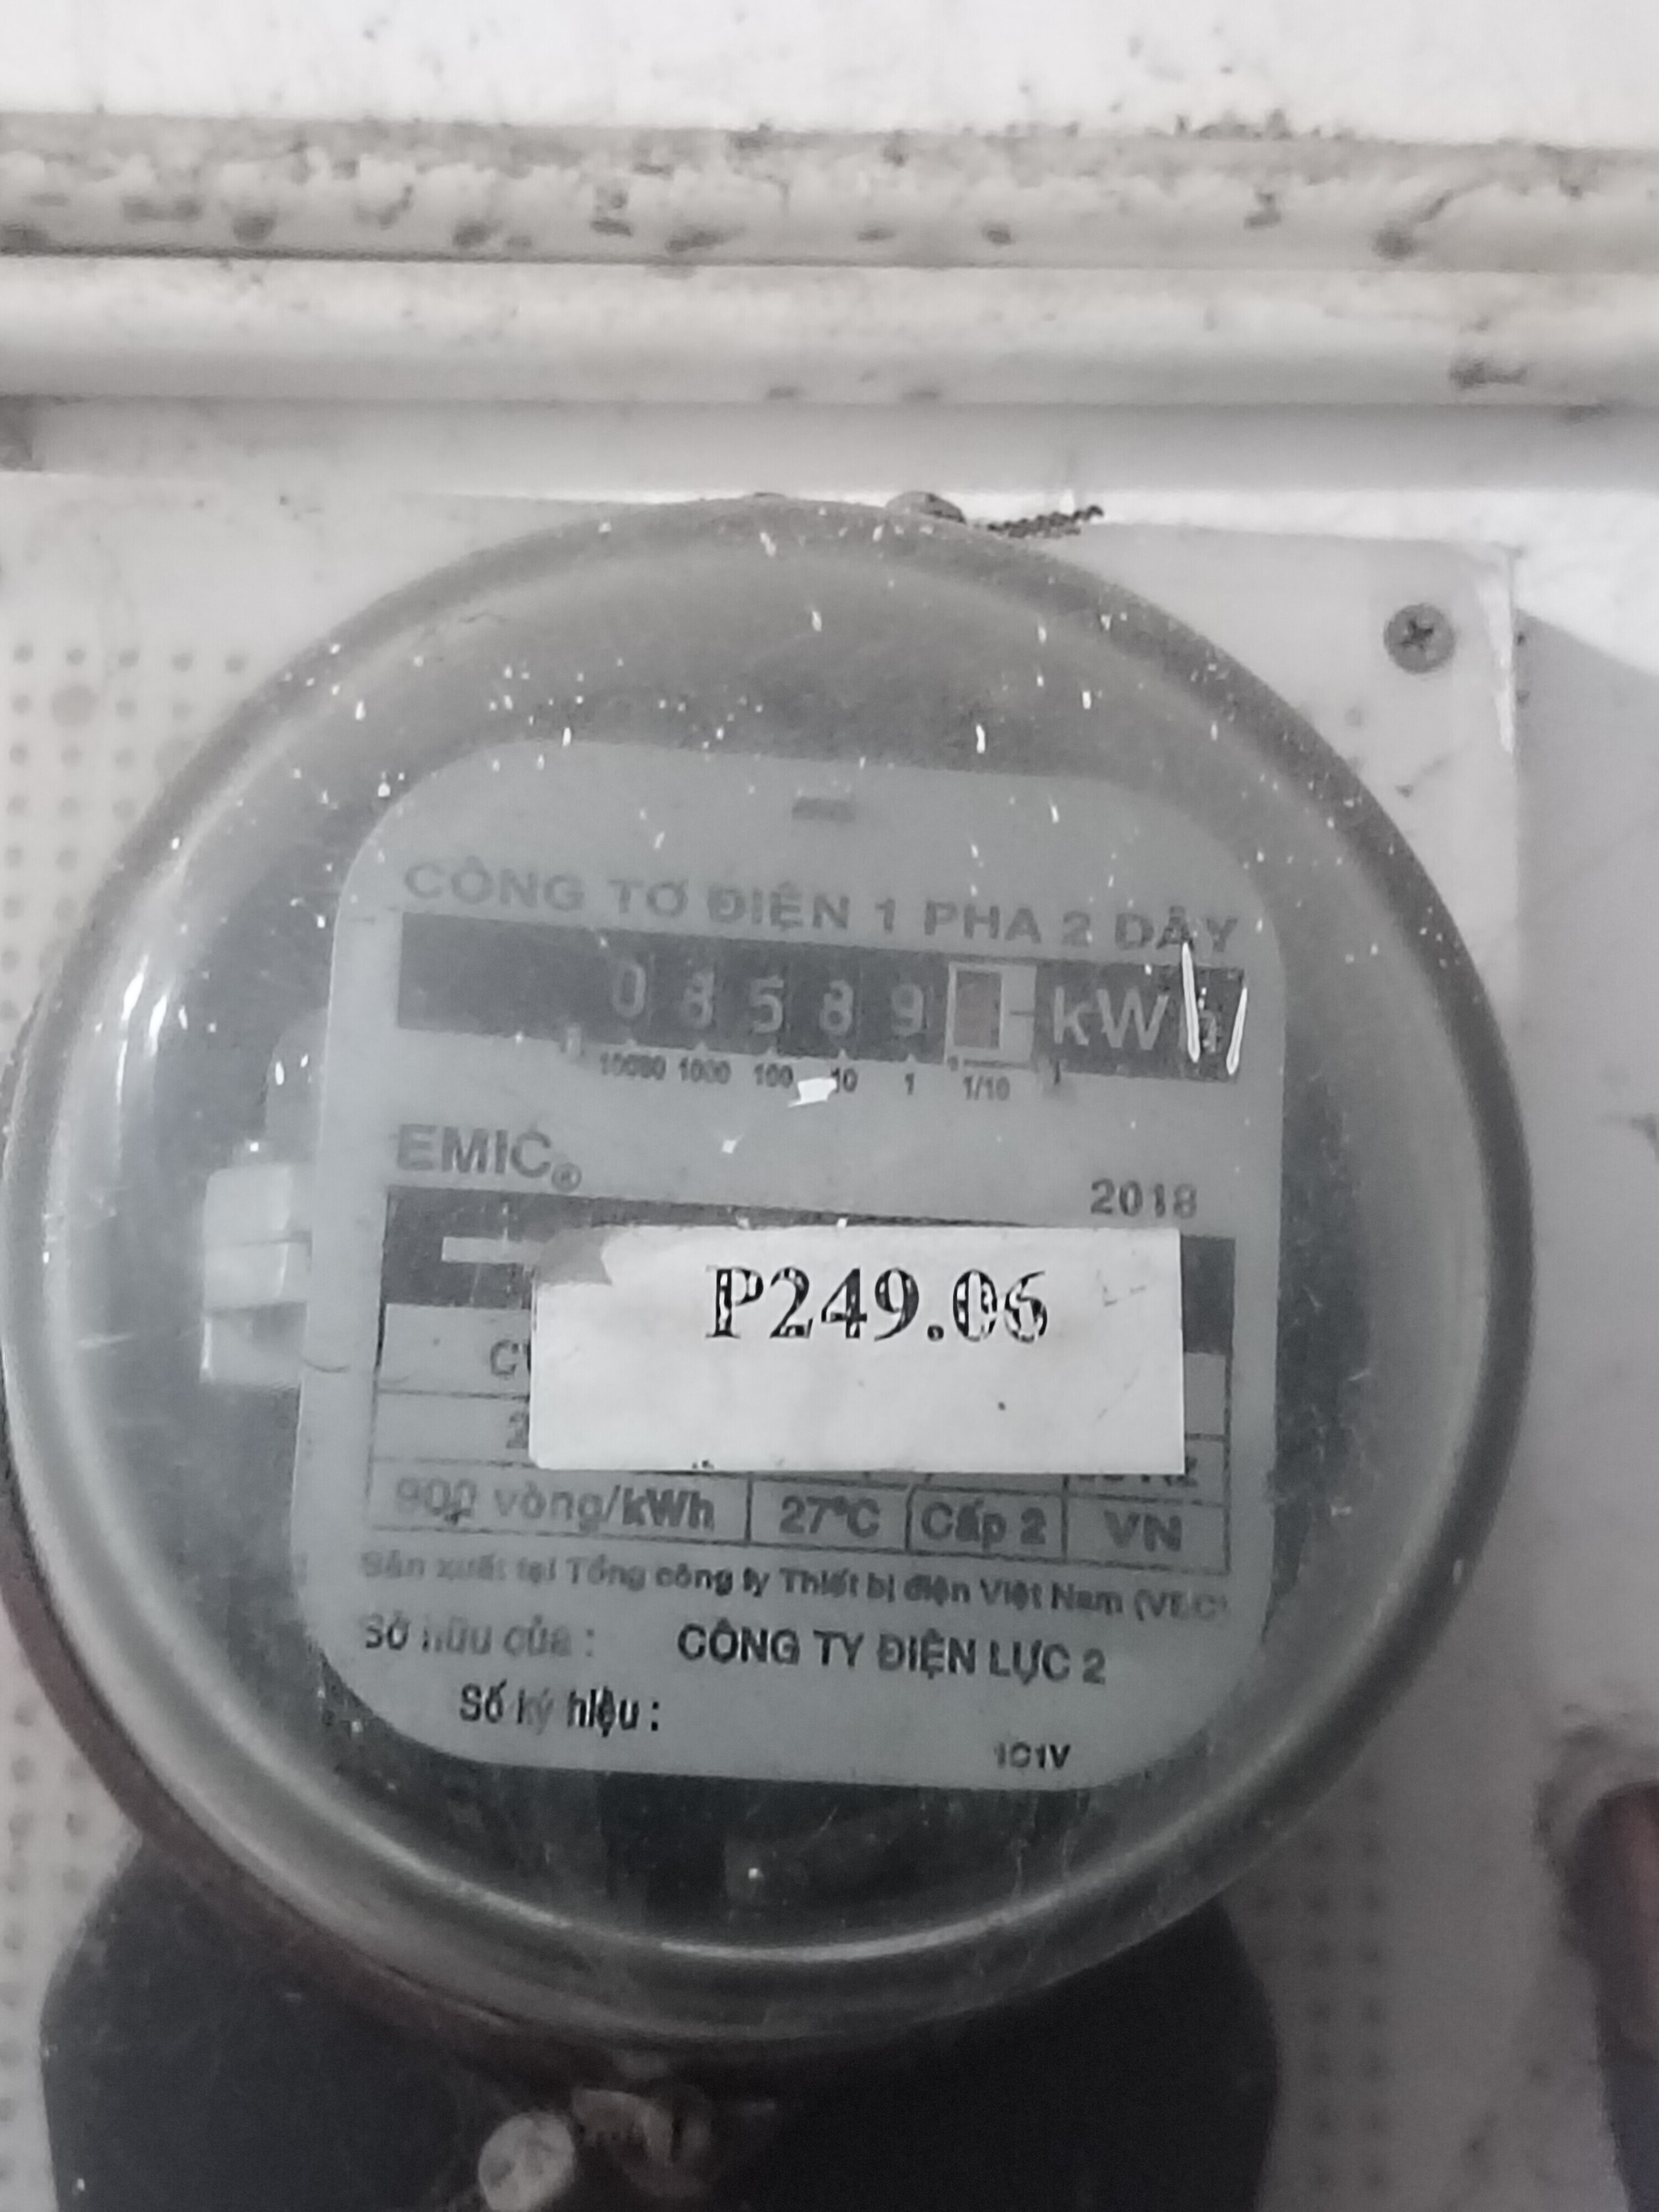 CÔNG TƠ ĐIỆN 1 PHA 2 DÂY
08589 kWh
10000 1000 100 10 1 1/10
EMIC®
2018
P249.06
900 vòng/kWh 27°C Cấp 2 VN
Sản xuất tại Tổng công ty Thiết bị điện Việt Nam (VEC)
Sở hữu của : CÔNG TY ĐIỆN LỰC 2
Số ký hiệu :
101V